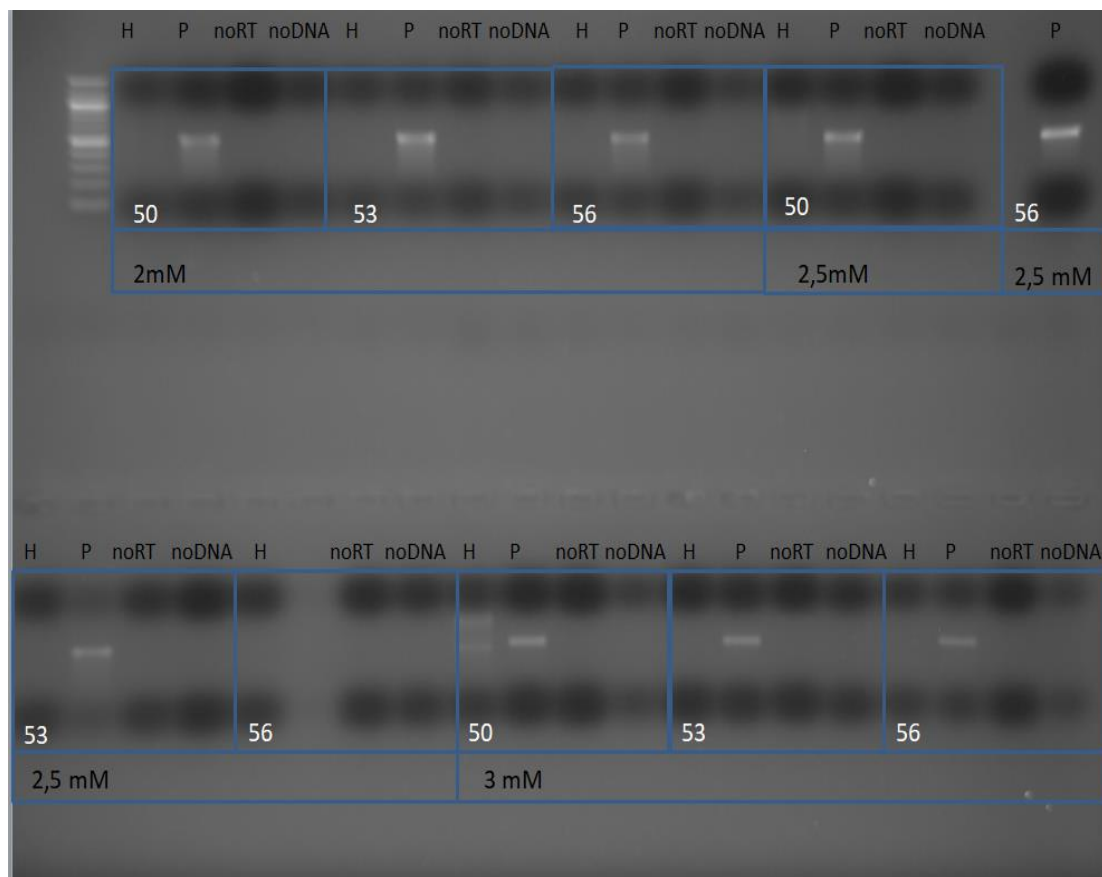 H P noRT noDNA H P noRT noDNA H P noRT noDNA H P noRT noDNA P
50 53 56 50 56
2mM 2,5mM 2,5 mM
H P noRT noDNA H noRT noDNA H P noRT noDNA H P noRT noDNA H P noRT noDNA
53 56 50 53 56
2,5 mM 3 mM